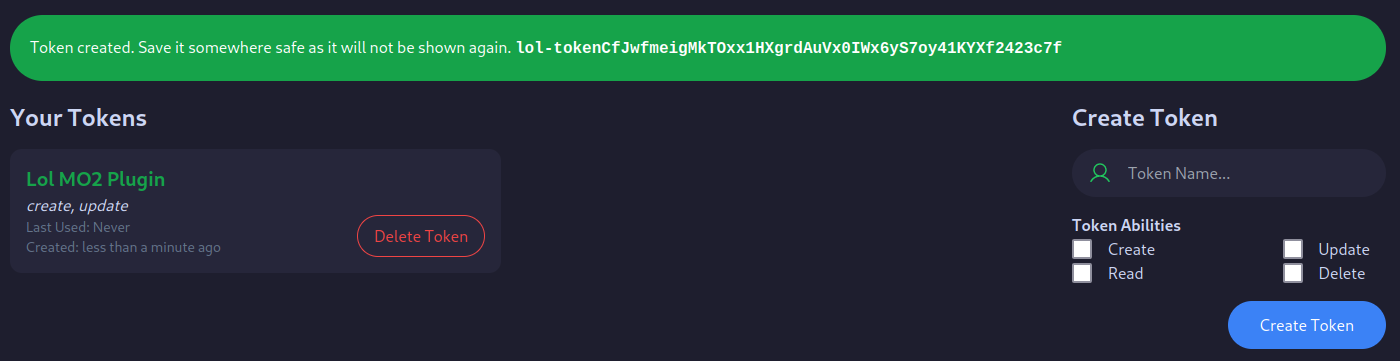 Token created. Save it somewhere safe as it will not be shown again. lol-tokenCfJwfmeigMkTOxx1HXgrdAuVx0IWx6yS7oy41KYXf2423c7f
Your Tokens
Lol MO2 Plugin
create, update
Last Used: Never
Created: less than a minute ago
Delete Token
Create Token
Token Name...
Token Abilities
Create
Update
Read
Delete
Create Token